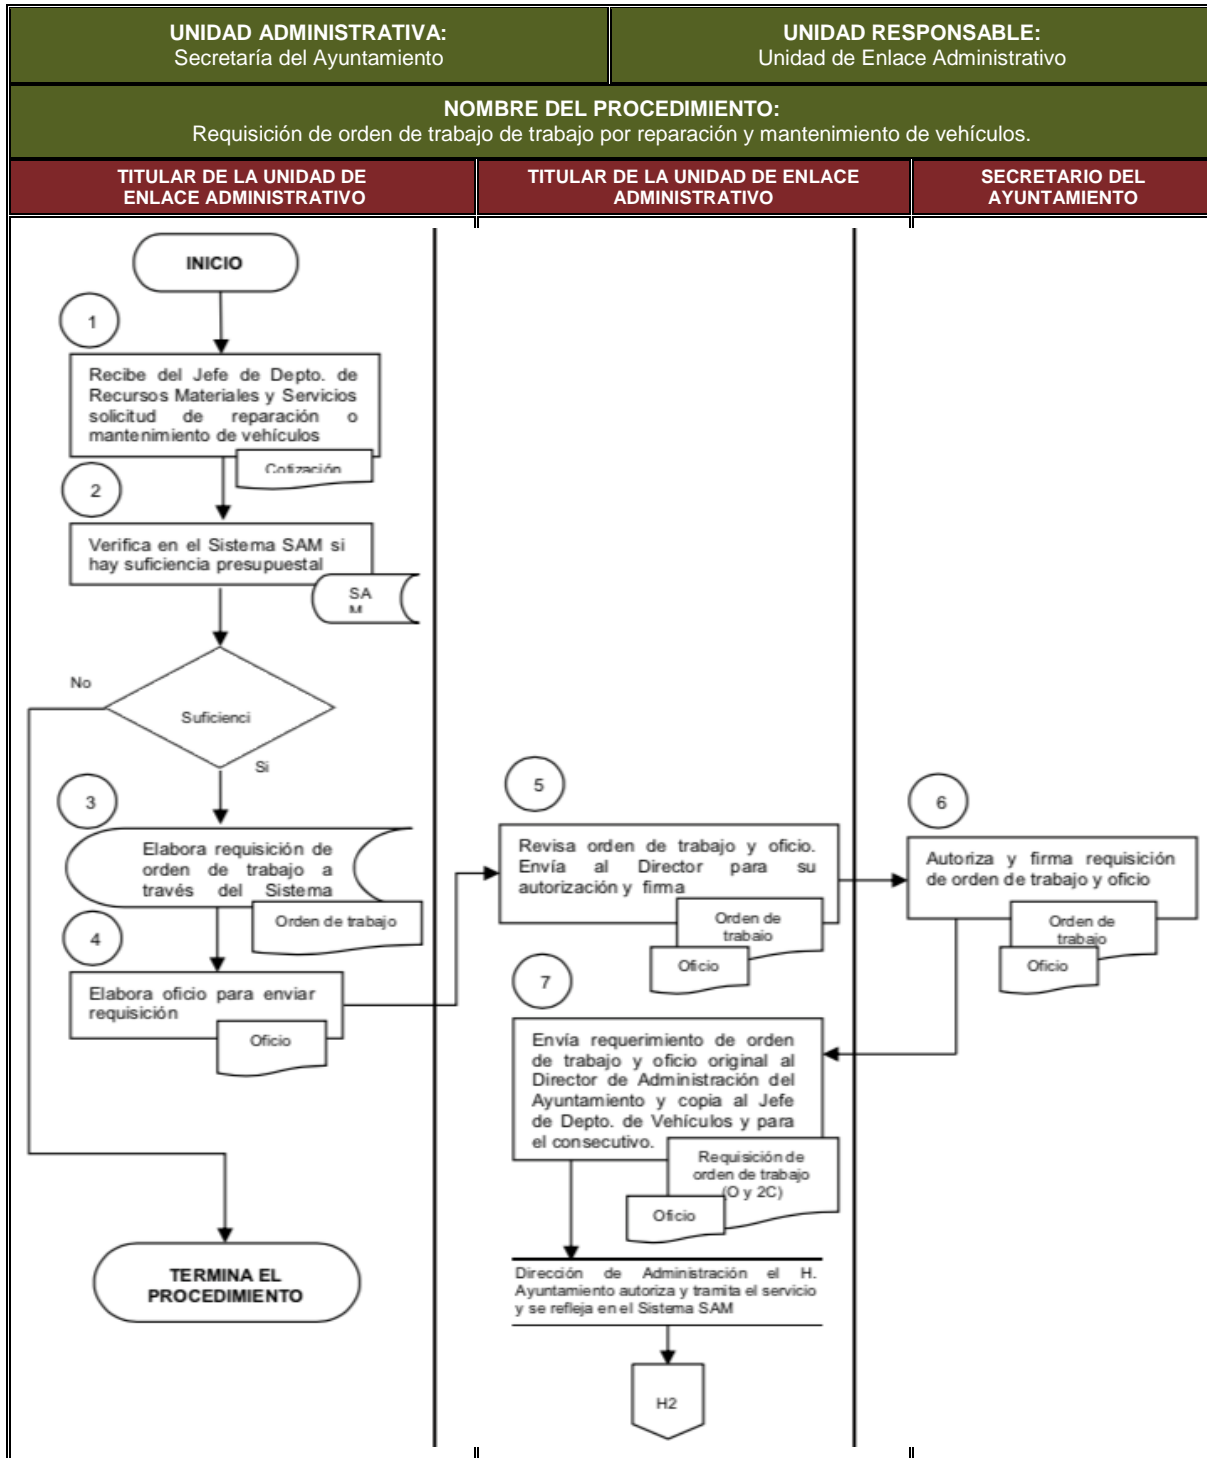 UNIDAD ADMINISTRATIVA:
Secretaría del Ayuntamiento
UNIDAD RESPONSABLE:
Unidad de Enlace Administrativo
NOMBRE DEL PROCEDIMIENTO:
Requisición de orden de trabajo de trabajo por reparación y mantenimiento de vehículos.
TITULAR DE LA UNIDAD DE
ENLACE ADMINISTRATIVO
TITULAR DE LA UNIDAD DE ENLACE
ADMINISTRATIVO
SECRETARIO DEL
AYUNTAMIENTO
INICIO
1
Recibe del Jefe de Depto. de
Recursos Materiales y Servicios
solicitud de reparación o
mantenimiento de vehículos
Cotización
2
Verifica en el Sistema SAM si
hay suficiencia presupuestal
SA
M
No
Suficienci
Si
3
Elabora requisición de
orden de trabajo a
través del Sistema
Orden de trabajo
4
Elabora oficio para enviar
requisición
Oficio
TERMINA EL
PROCEDIMIENTO
5
Revisa orden de trabajo y oficio.
Envía al Director para su
autorización y firma
Orden de
trabajo
Oficio
6
Autoriza y firma requisición
de orden de trabajo y oficio
Orden de
trabajo
Oficio
7
Envía requerimiento de orden
de trabajo y oficio original al
Director de Administración del
Ayuntamiento y copia al Jefe
de Depto. de Vehículos y para
el consecutivo.
Requisición de
orden de trabajo
(O y 2C)
Oficio
Dirección de Administración el H.
Ayuntamiento autoriza y tramita el servicio
y se refleja en el Sistema SAM
H2